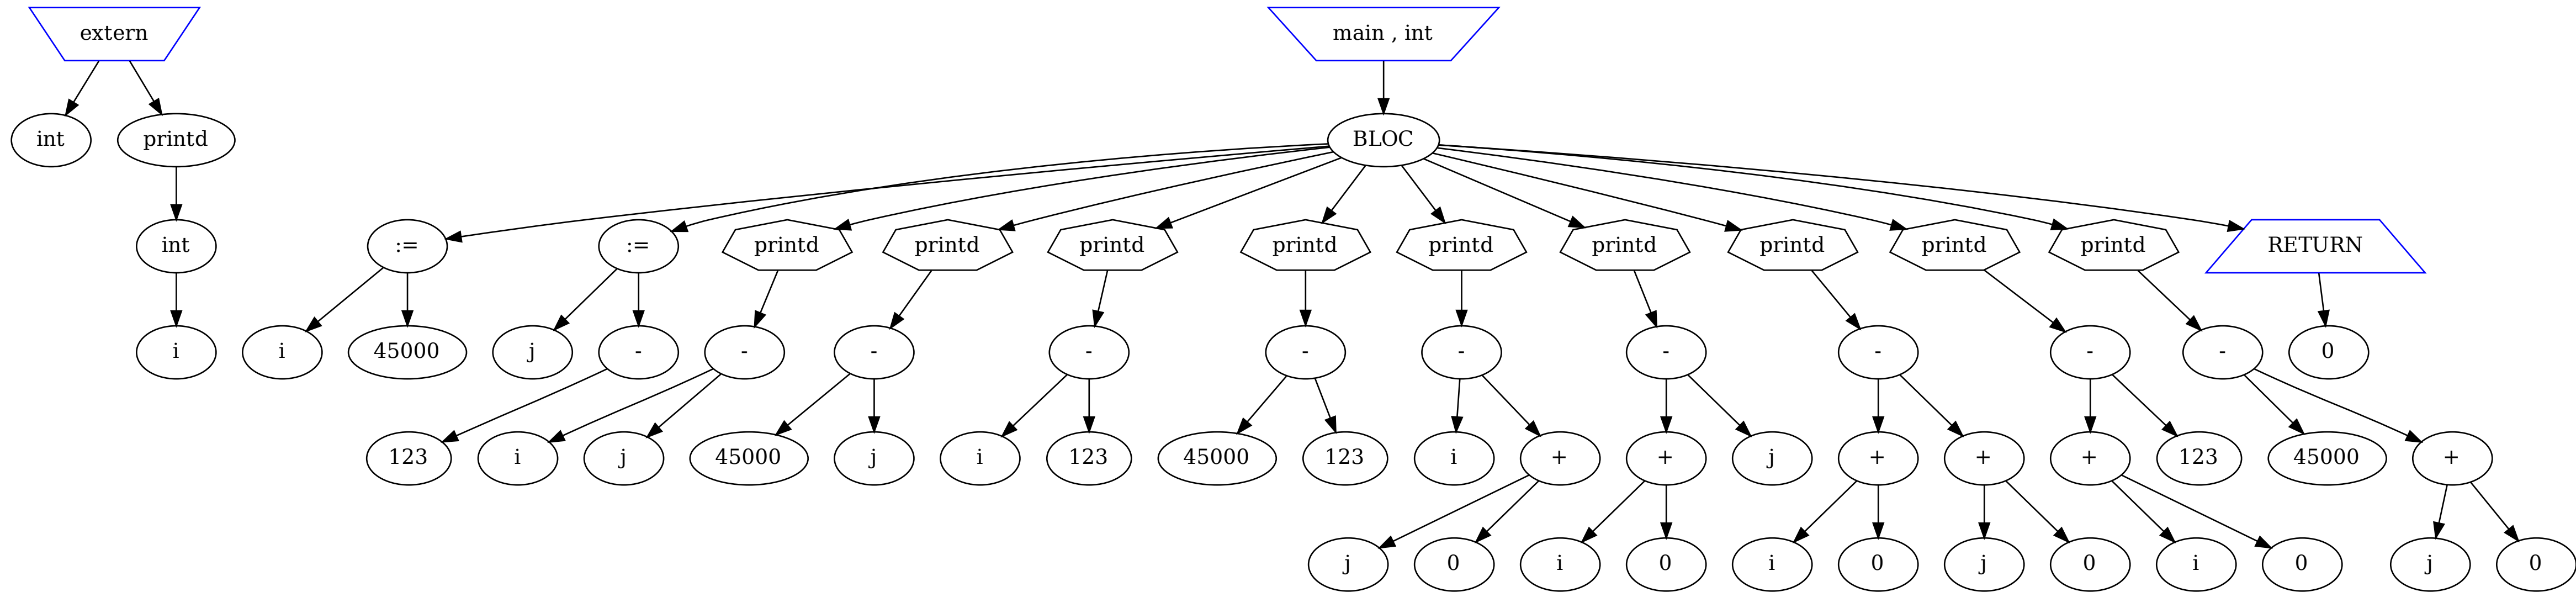 extern
main , int
int
printd
BLOC
int
:=
:=
printd
printd
printd
printd
printd
printd
printd
printd
printd
RETURN
i
i
45000
j
-
-
-
-
-
-
-
-
-
-
0
123
i
j
45000
j
i
123
45000
123
i
+
+
j
+
+
+
123
45000
+
j
0
i
0
i
0
j
0
i
0
j
0